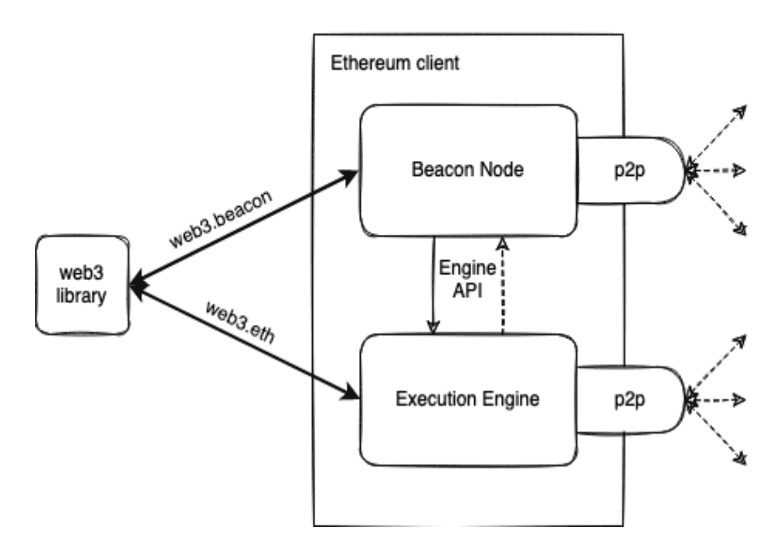 Ethereum client
Beacon Node
p2p
web3.beacon
Engine
API
web3
library
web3.eth
Execution Engine
p2p